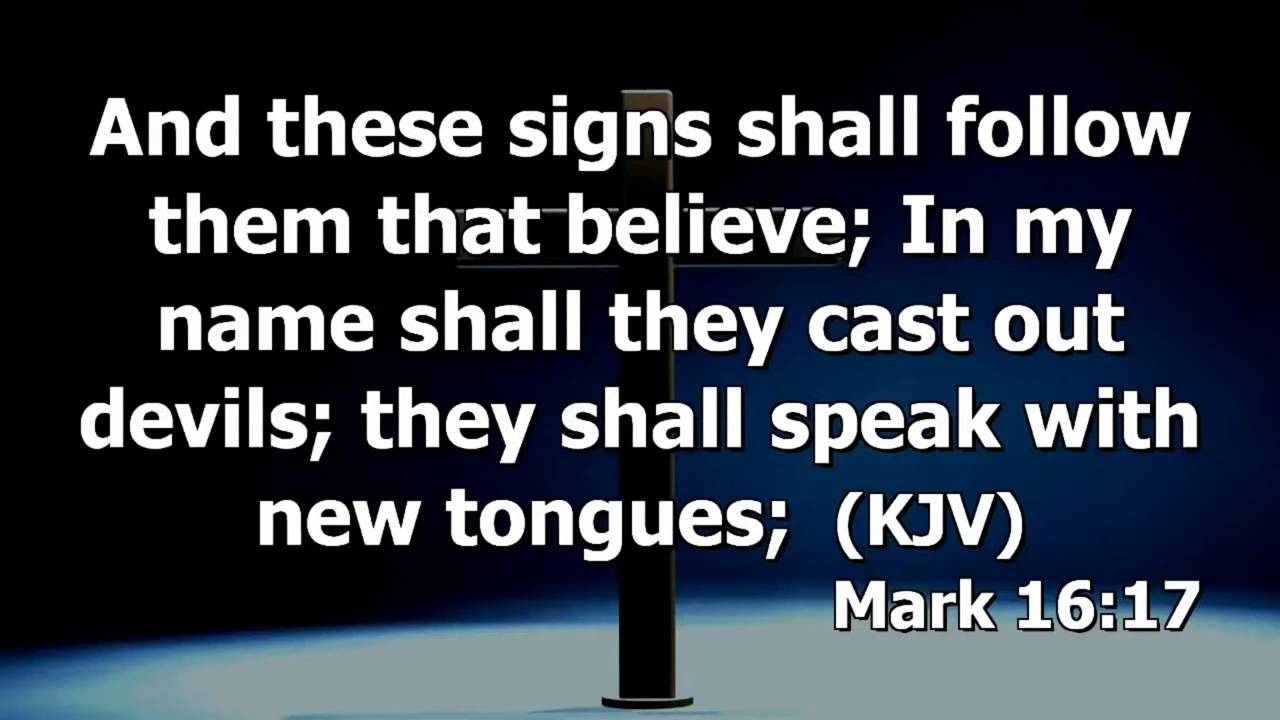 And these signs shall follow
them that believe; In my
name shall they cast out
devils; they shall speak with
new tongues; (KJV)
Mark 16:17